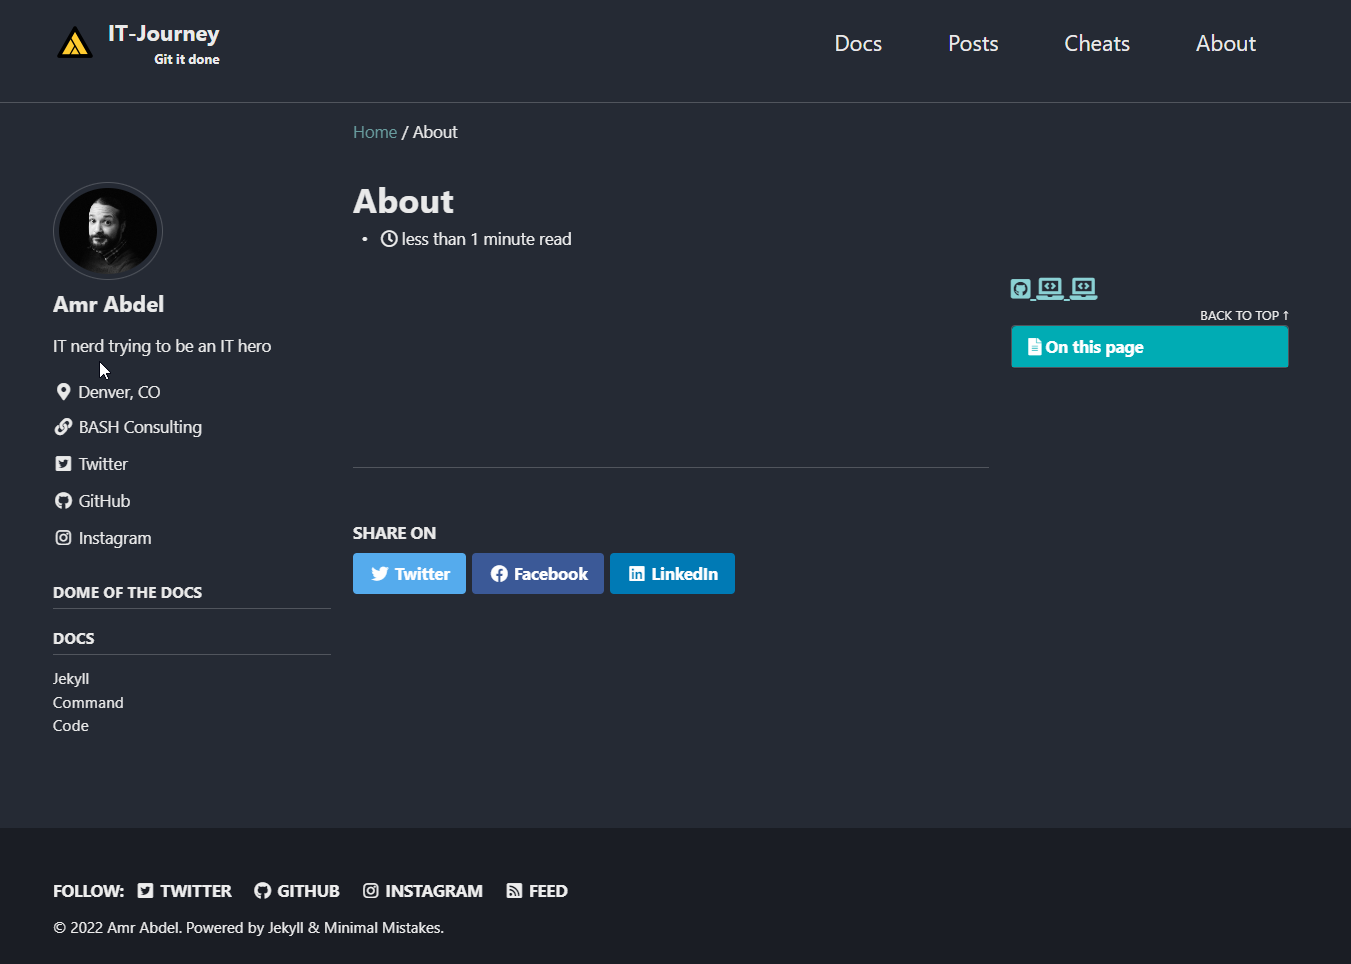 IT-Journey
Git it done
Docs
Posts
Cheats
About
Home / About
Amr Abdel
IT nerd trying to be an IT hero
Denver, CO
BASH Consulting
Twitter
GitHub
Instagram
DOME OF THE DOCS
DOCS
Jekyll
Command
Code
About
• less than 1 minute read
SHARE ON
Twitter
Facebook
LinkedIn
BACK TO TOP ↑
On this page
FOLLOW: TWITTER GITHUB INSTAGRAM FEED
© 2022 Amr Abdel. Powered by Jekyll & Minimal Mistakes.